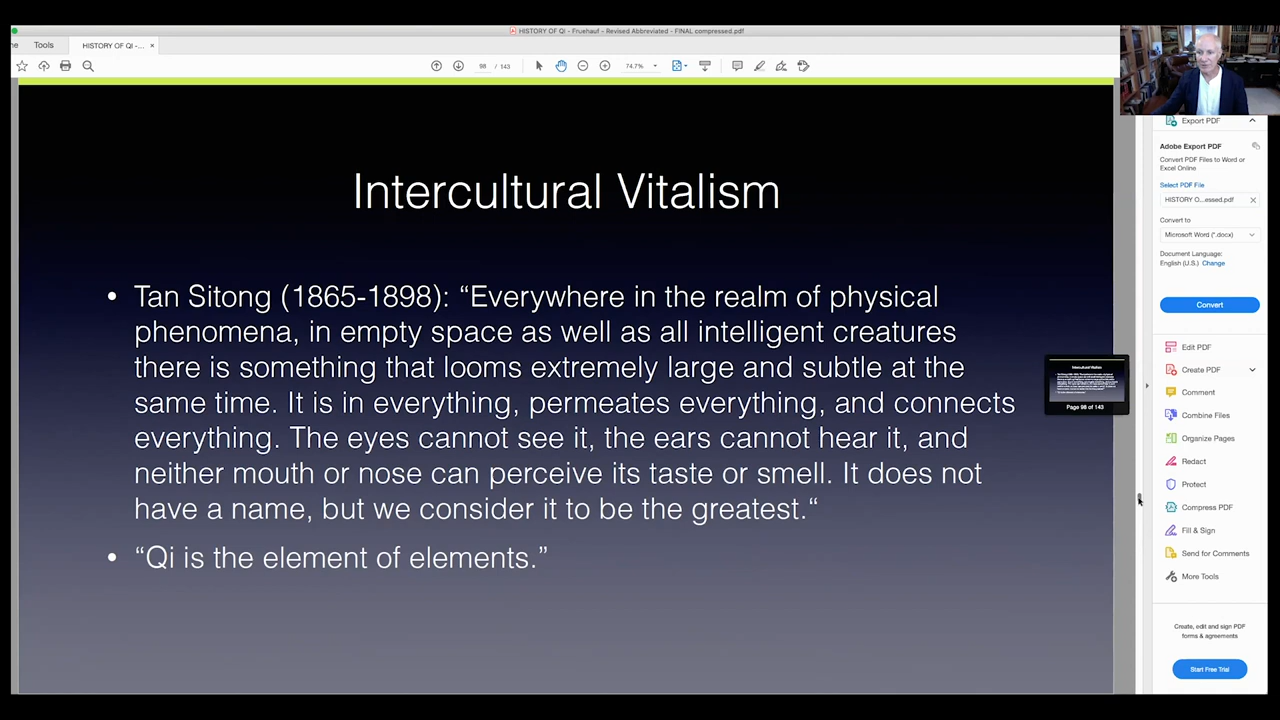 HISTORY OF QI - Fruehauf - Revised Abbreviated - FINAL compressed.pdf
ne Tools HISTORY OF QI -... ×
98 / 143 74.7%
Export PDF
Adobe Export PDF
Convert PDF Files to Word or
Excel Online
Select PDF File
HISTORY O...essed.pdf ×
Convert to
Microsoft Word (*.docx)
Document Language:
English (U.S.) Change
Convert
Edit PDF
Create PDF
Comment
Combine Files
Organize Pages
Redact
Protect
Compress PDF
Fill & Sign
Send for Comments
More Tools
Create, edit and sign PDF
forms & agreements
Start Free Trial
Intercultural Vitalism
• Tan Sitong (1865-1898): “Everywhere in the realm of physical
phenomena, in empty space as well as all intelligent creatures
there is something that looms extremely large and subtle at the
same time. It is in everything, permeates everything, and connects
everything. The eyes cannot see it, the ears cannot hear it, and
neither mouth or nose can perceive its taste or smell. It does not
have a name, but we consider it to be the greatest.“
• “Qi is the element of elements.”
Page 98 of 143